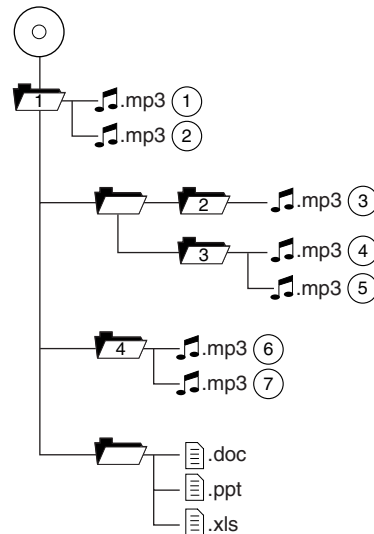 1 .mp3 1
.mp3 2
2 .mp3 3
3 .mp3 4
.mp3 5
4 .mp3 6
.mp3 7
.doc
.ppt
.xls